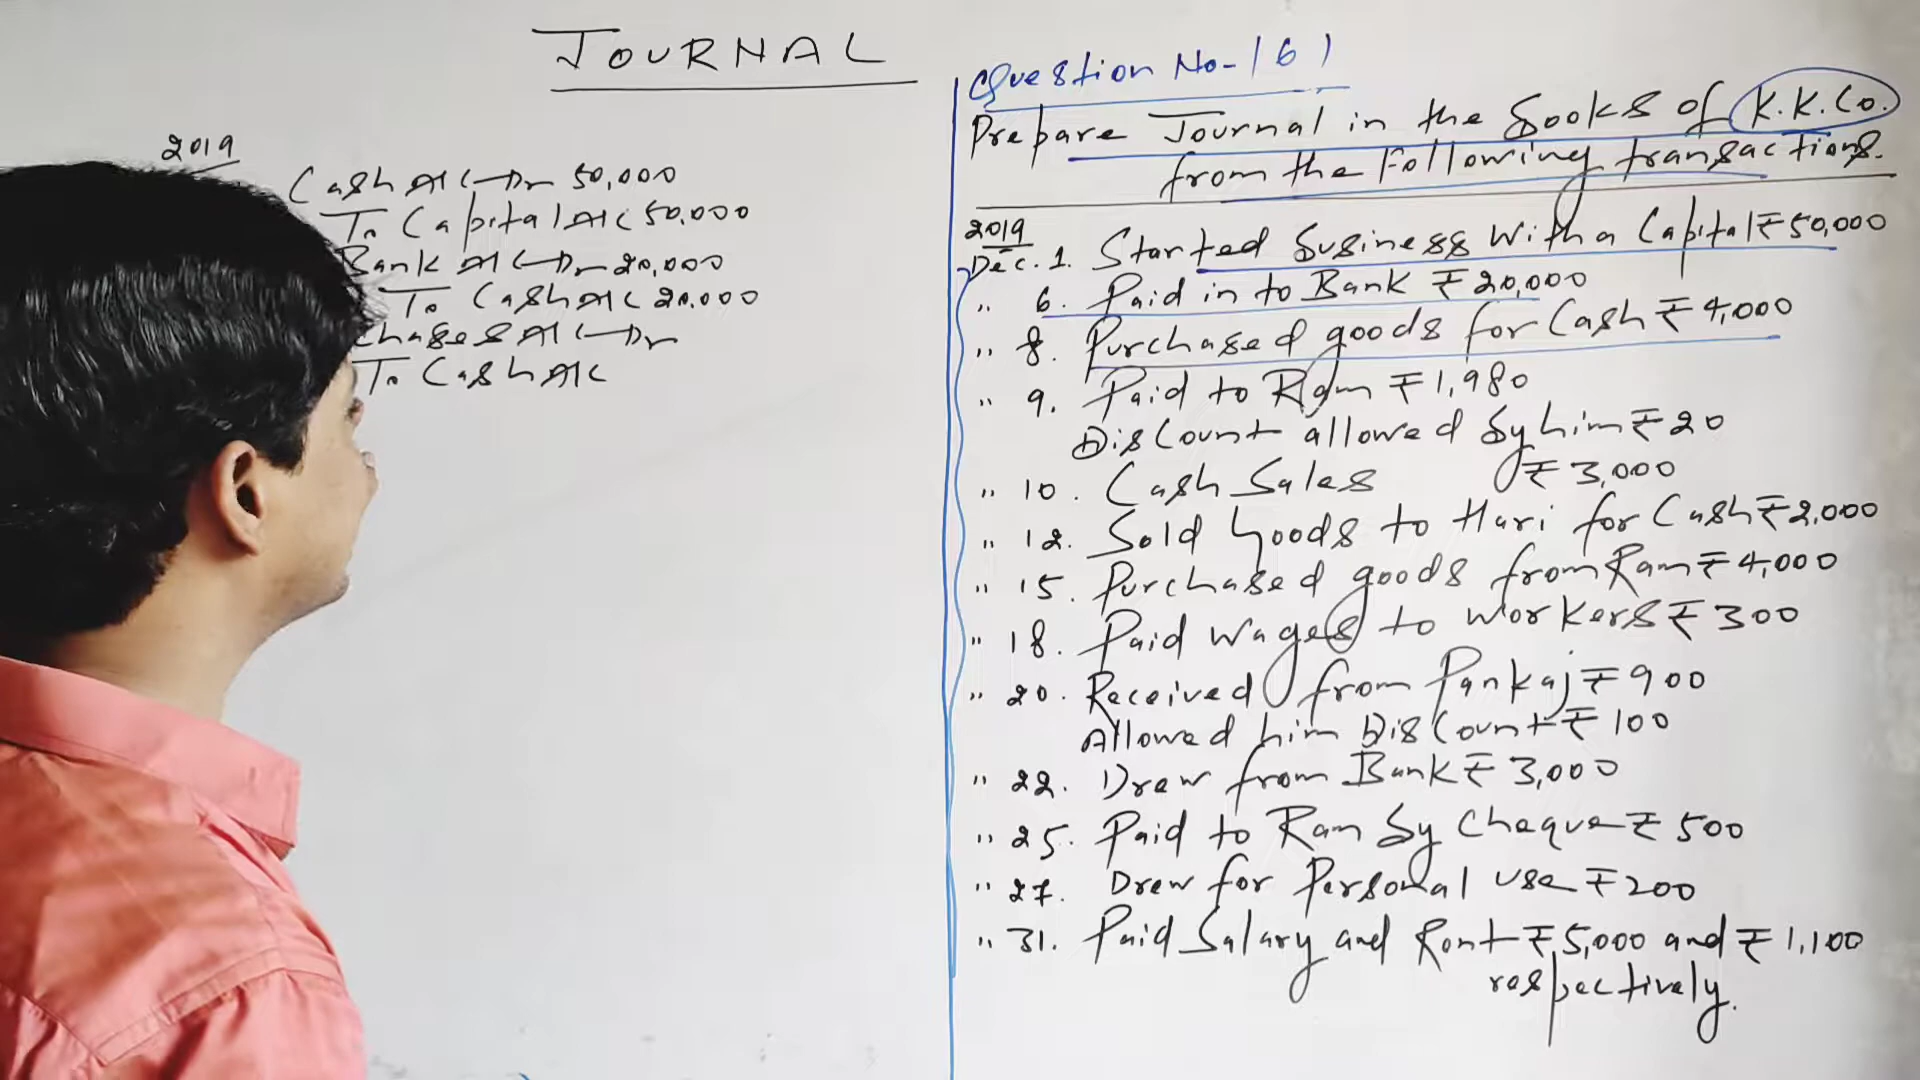 JOURNAL
2019
Cash A/c Dr 50,000
To Capital A/c 50,000
Bank A/c Dr 20,000
To Cash A/c 20,000
chases A/c Dr
To Cash A/c
Question No-161
Prepare Journal in the books of K.K.Co.
from the following transactions.
2019
Dec. 1. Started business with a Capital ₹50,000
" 6. Paid in to Bank ₹20,000
" 8. Purchased goods for Cash ₹4,000
" 9. Paid to Ram ₹1,980
Discount allowed by him ₹20
" 10. Cash Sales ₹3,000
" 12. Sold Goods to Hari for Cash ₹2,000
" 15. Purchased goods from Ram ₹4,000
" 18. Paid wages to workers ₹300
" 20. Received from Pankaj ₹900
Allowed him Discount ₹100
" 22. Drew from Bank ₹3,000
" 25. Paid to Ram by Cheque ₹500
" 27. Drew for Personal use ₹200
" 31. Paid Salary and Rent ₹5,000 and ₹1,100
respectively.